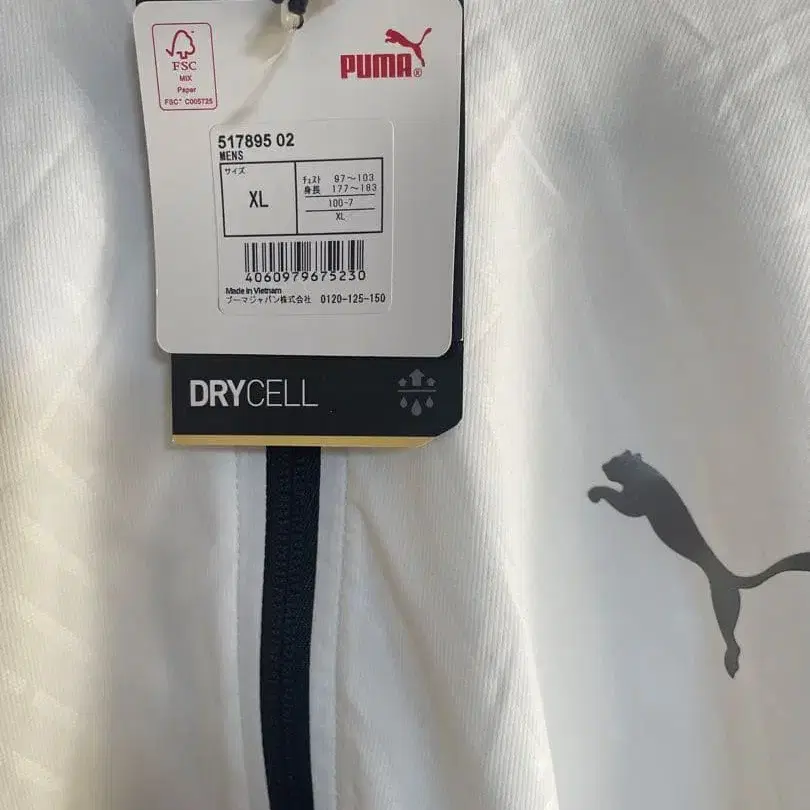 FSC
MIX
Paper
FSC® C005725
PUMA®
517895 02
MENS
サイズ
XL
チェスト 97〜103
身長 177〜183
100-7
XL
4060979675230
Made in Vietnam
プーマジャパン株式会社 0120-125-150
DRYCELL